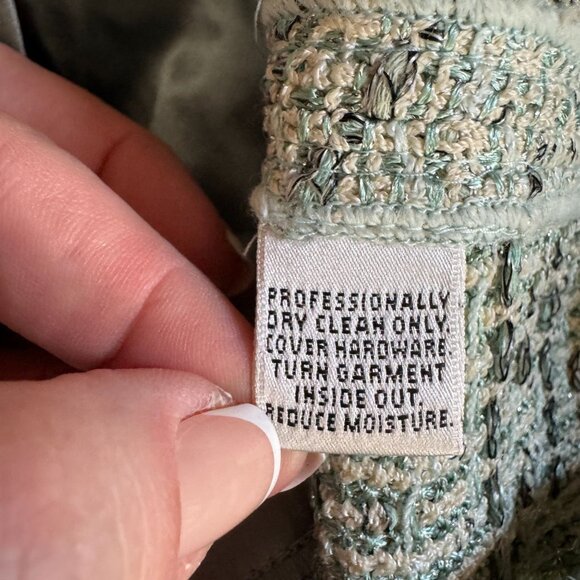 PROFESSIONALLY
DRY CLEAN ONLY.
COVER HARDWARE.
TURN GARMENT
INSIDE OUT.
REDUCE MOISTURE.